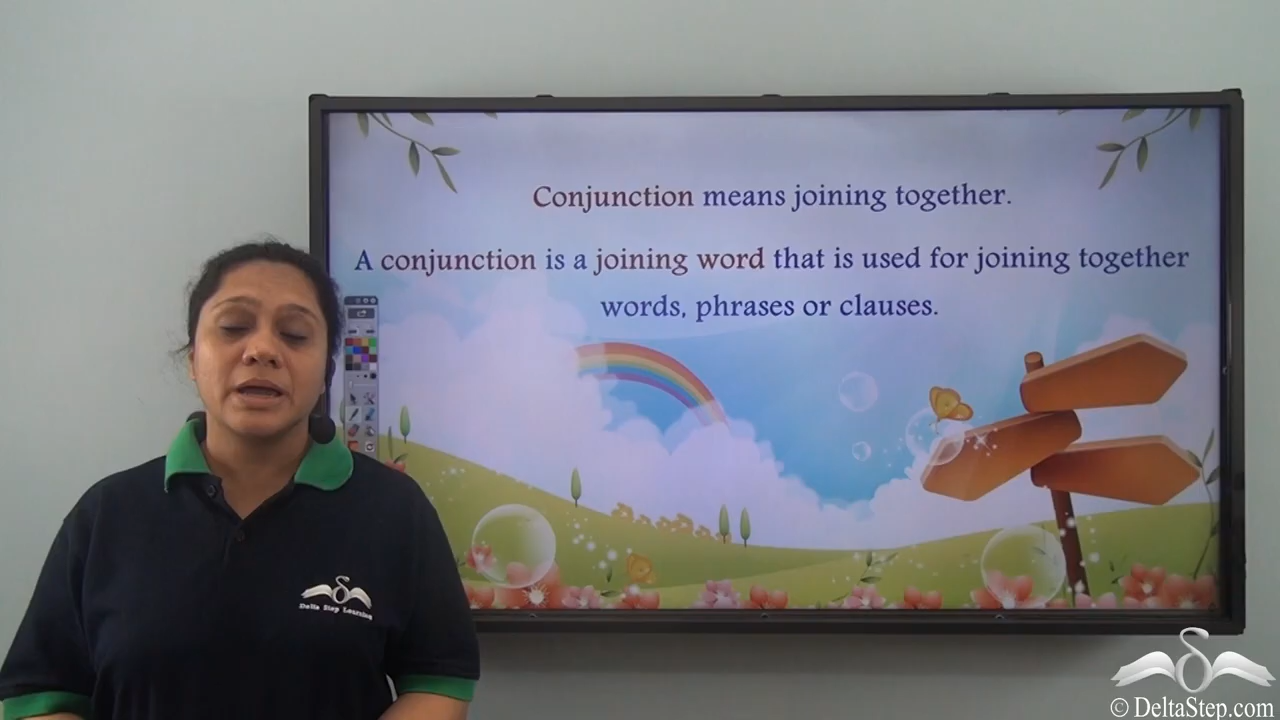 Conjunction means joining together.
A conjunction is a joining word that is used for joining together
words, phrases or clauses.
Delta Step Learning
© DeltaStep.com